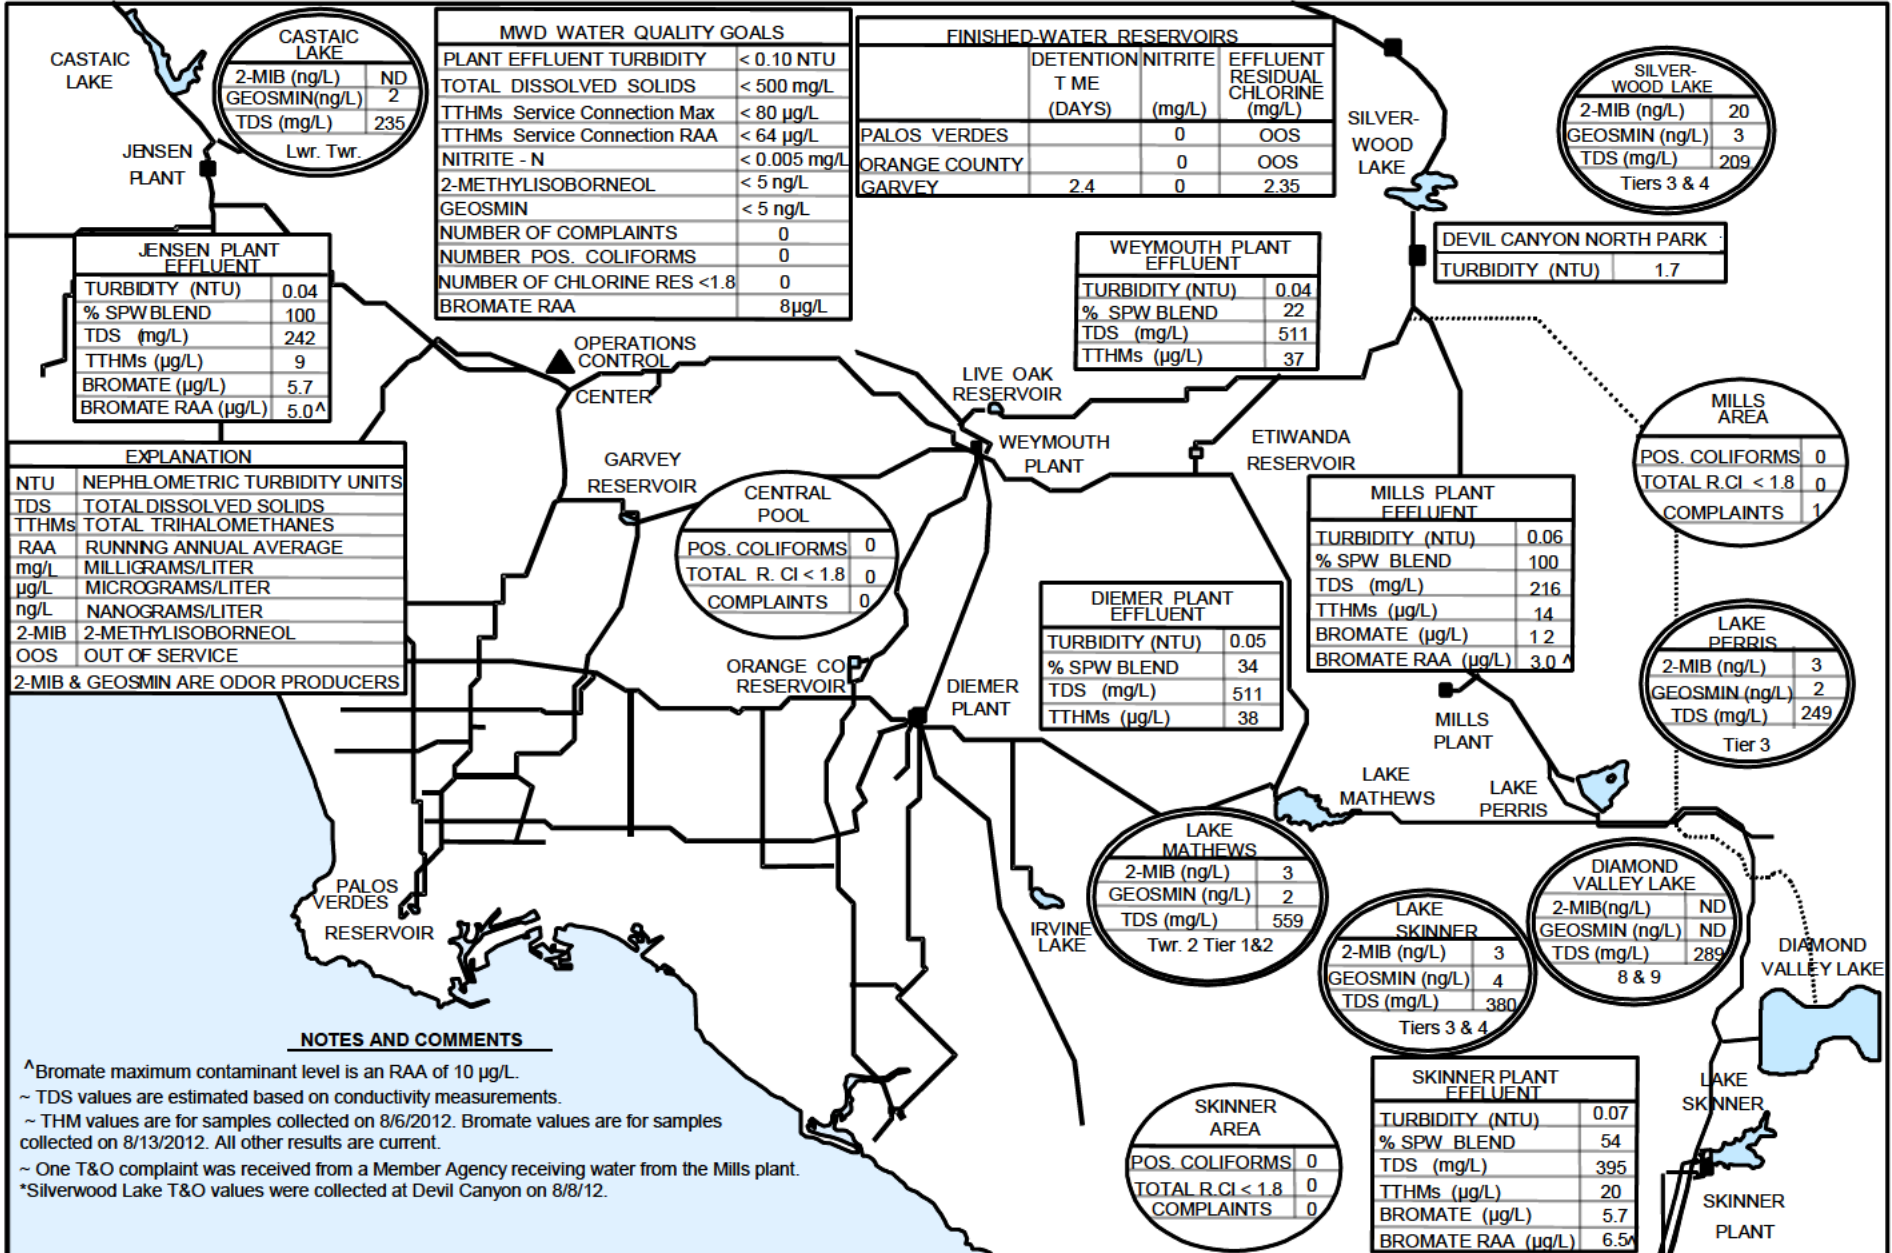 CASTAIC
LAKE
CASTAIC
LAKE
2-MIB (ng/L) ND
GEOSMIN(ng/L) 2
TDS (mg/L) 235
Lwr. Twr.
JENSEN
PLANT
MWD WATER QUALITY GOALS
PLANT EFFLUENT TURBIDITY < 0.10 NTU
TOTAL DISSOLVED SOLIDS < 500 mg/L
TTHMs Service Connection Max < 80 µg/L
TTHMs Service Connection RAA < 64 µg/L
NITRITE - N < 0.005 mg/L
2-METHYLISOBORNEOL < 5 ng/L
GEOSMIN < 5 ng/L
NUMBER OF COMPLAINTS 0
NUMBER POS. COLIFORMS 0
NUMBER OF CHLORINE RES <1.8 0
BROMATE RAA 8µg/L
FINISHED-WATER RESERVOIRS
DETENTION NITRITE EFFLUENT
T ME RESIDUAL
CHLORINE
(DAYS) (mg/L) (mg/L)
PALOS VERDES 0 OOS
ORANGE COUNTY 0 OOS
GARVEY 2.4 0 2.35
SILVER-
WOOD
LAKE
SILVER-
WOOD LAKE
2-MIB (ng/L) 20
GEOSMIN (ng/L) 3
TDS (mg/L) 209
Tiers 3 & 4
DEVIL CANYON NORTH PARK
TURBIDITY (NTU) 1.7
JENSEN PLANT
EFFLUENT
TURBIDITY (NTU) 0.04
% SPW BLEND 100
TDS (mg/L) 242
TTHMs (µg/L) 9
BROMATE (µg/L) 5.7
BROMATE RAA (µg/L) 5.0^
WEYMOUTH PLANT
EFFLUENT
TURBIDITY (NTU) 0.04
% SPW BLEND 22
TDS (mg/L) 511
TTHMs (µg/L) 37
OPERATIONS
CONTROL
CENTER
LIVE OAK
RESERVOIR
WEYMOUTH
PLANT
ETIWANDA
RESERVOIR
MILLS
AREA
POS. COLIFORMS 0
TOTAL R.Cl < 1.8 0
COMPLAINTS 1
EXPLANATION
NTU NEPHELOMETRIC TURBIDITY UNITS
TDS TOTAL DISSOLVED SOLIDS
TTHMs TOTAL TRIHALOMETHANES
RAA RUNNING ANNUAL AVERAGE
mg/L MILLIGRAMS/LITER
µg/L MICROGRAMS/LITER
ng/L NANOGRAMS/LITER
2-MIB 2-METHYLISOBORNEOL
OOS OUT OF SERVICE
2-MIB & GEOSMIN ARE ODOR PRODUCERS
GARVEY
RESERVOIR
CENTRAL
POOL
POS. COLIFORMS 0
TOTAL R. Cl < 1.8 0
COMPLAINTS 0
MILLS PLANT
EFFLUENT
TURBIDITY (NTU) 0.06
% SPW BLEND 100
TDS (mg/L) 216
TTHMs (µg/L) 14
BROMATE (µg/L) 1 2
BROMATE RAA (µg/L) 3.0 ^
DIEMER PLANT
EFFLUENT
TURBIDITY (NTU) 0.05
% SPW BLEND 34
TDS (mg/L) 511
TTHMs (µg/L) 38
LAKE
PERRIS
2-MIB (ng/L) 3
GEOSMIN (ng/L) 2
TDS (mg/L) 249
Tier 3
ORANGE CO
RESERVOIR
DIEMER
PLANT
MILLS
PLANT
LAKE
MATHEWS
LAKE
PERRIS
LAKE
MATHEWS
2-MIB (ng/L) 3
GEOSMIN (ng/L) 2
TDS (mg/L) 559
Twr. 2 Tier 1&2
DIAMOND
VALLEY LAKE
2-MIB(ng/L) ND
GEOSMIN (ng/L) ND
TDS (mg/L) 289
8 & 9
LAKE
SKINNER
2-MIB (ng/L) 3
GEOSMIN (ng/L) 4
TDS (mg/L) 380
Tiers 3 & 4
DIAMOND
VALLEY LAKE
PALOS
VERDES
RESERVOIR
IRVINE
LAKE
NOTES AND COMMENTS
^Bromate maximum contaminant level is an RAA of 10 µg/L.
~ TDS values are estimated based on conductivity measurements.
~ THM values are for samples collected on 8/6/2012. Bromate values are for samples
collected on 8/13/2012. All other results are current.
~ One T&O complaint was received from a Member Agency receiving water from the Mills plant.
*Silverwood Lake T&O values were collected at Devil Canyon on 8/8/12.
SKINNER
AREA
POS. COLIFORMS 0
TOTAL R.Cl < 1.8 0
COMPLAINTS 0
SKINNER PLANT
EFFLUENT
TURBIDITY (NTU) 0.07
% SPW BLEND 54
TDS (mg/L) 395
TTHMs (µg/L) 20
BROMATE (µg/L) 5.7
BROMATE RAA (µg/L) 6.5^
LAKE
SKINNER
SKINNER
PLANT